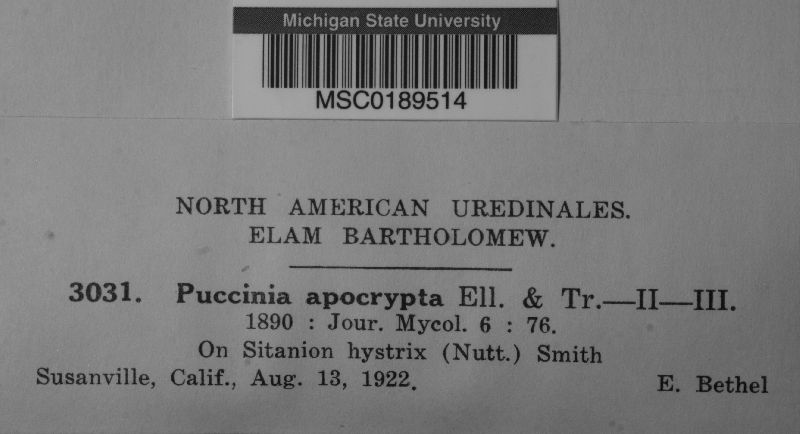 Michigan State University
MSC0189514
NORTH AMERICAN UREDINALES.
ELAM BARTHOLOMEW.
3031. Puccinia apocrypta Ell. & Tr.—II—III.
1890 : Jour. Mycol. 6 : 76.
On Sitanion hystrix (Nutt.) Smith
Susanville, Calif., Aug. 13, 1922. E. Bethel